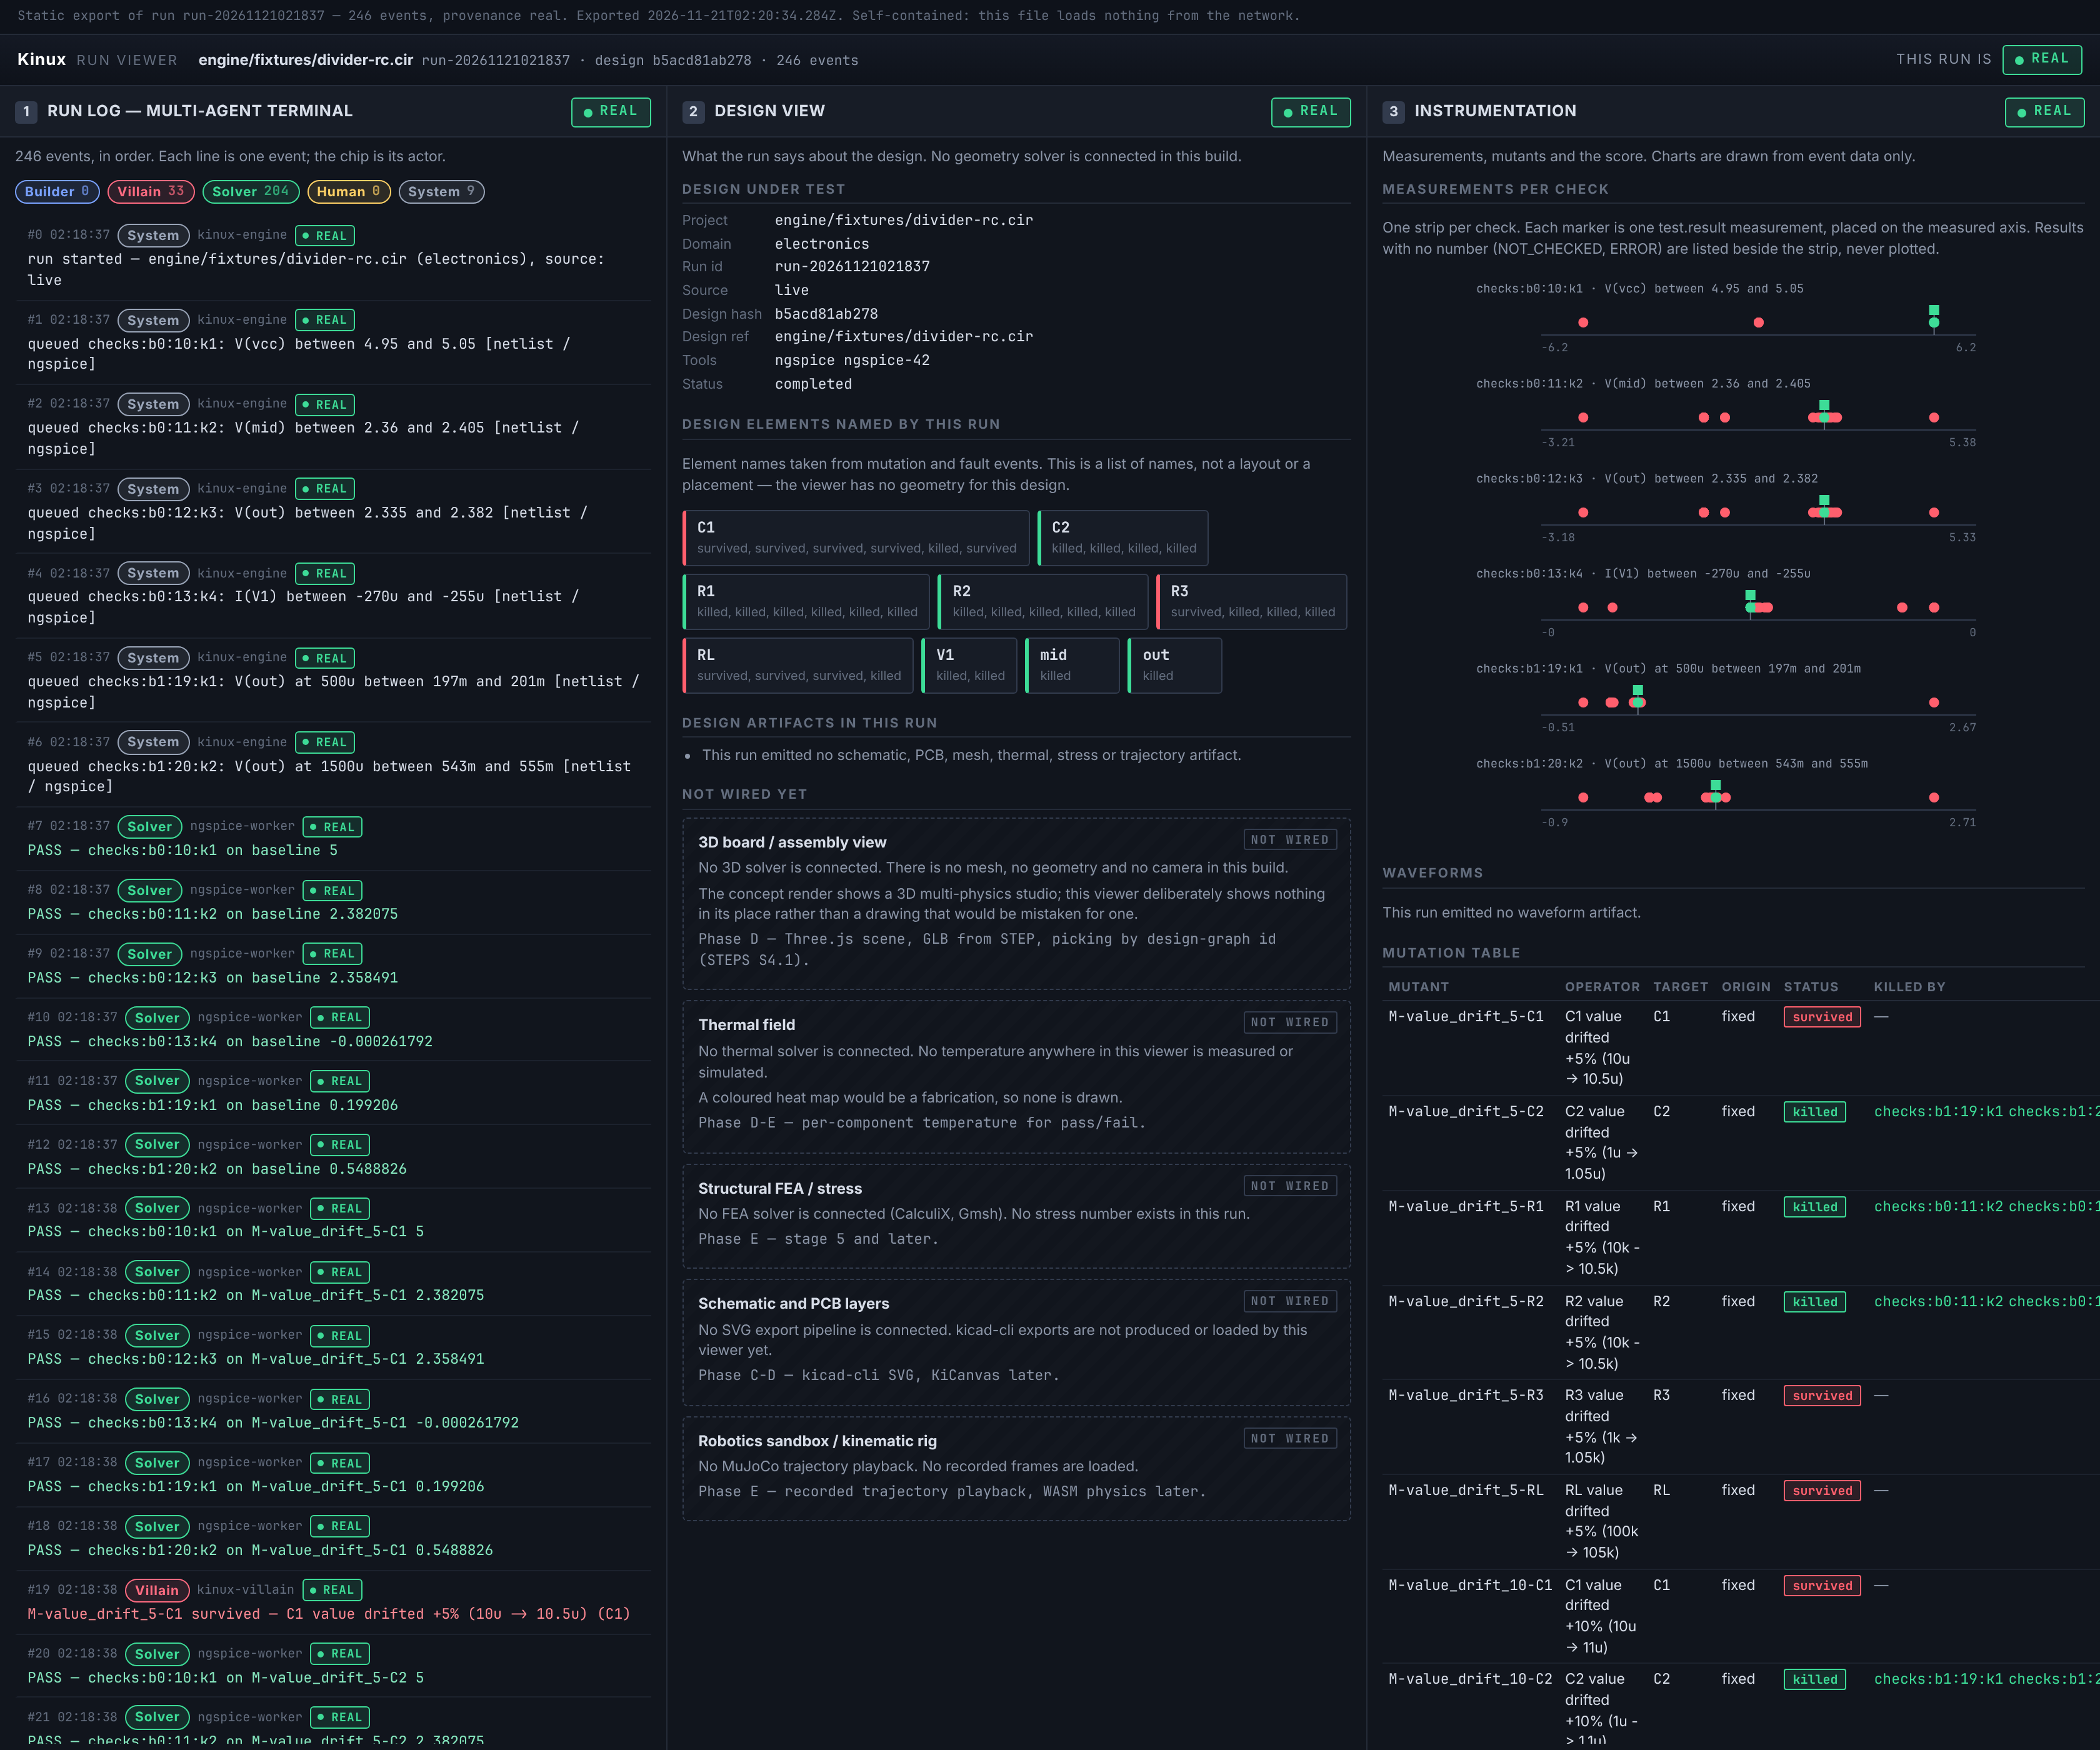 Static export of run run-20261121021837 — 246 events, provenance real. Exported 2026-11-21T02:20:34.284Z. Self-contained: this file loads nothing from the network.
Kinux RUN VIEWER engine/fixtures/divider-rc.cir run-20261121021837 · design b5acd81ab278 · 246 events
THIS RUN IS ● REAL
1 RUN LOG — MULTI-AGENT TERMINAL ● REAL
246 events, in order. Each line is one event; the chip is its actor.
Builder 0 Villain 33 Solver 204 Human 0 System 9
#0 02:18:37 System kinux-engine ● REAL
run started — engine/fixtures/divider-rc.cir (electronics), source:
live
#1 02:18:37 System kinux-engine ● REAL
queued checks:b0:10:k1: V(vcc) between 4.95 and 5.05 [netlist /
ngspice]
#2 02:18:37 System kinux-engine ● REAL
queued checks:b0:11:k2: V(mid) between 2.36 and 2.405 [netlist /
ngspice]
#3 02:18:37 System kinux-engine ● REAL
queued checks:b0:12:k3: V(out) between 2.335 and 2.382 [netlist /
ngspice]
#4 02:18:37 System kinux-engine ● REAL
queued checks:b0:13:k4: I(V1) between -270u and -255u [netlist /
ngspice]
#5 02:18:37 System kinux-engine ● REAL
queued checks:b1:19:k1: V(out) at 500u between 197m and 201m [netlist /
ngspice]
#6 02:18:37 System kinux-engine ● REAL
queued checks:b1:20:k2: V(out) at 1500u between 543m and 555m [netlist
/ ngspice]
#7 02:18:37 Solver ngspice-worker ● REAL
PASS — checks:b0:10:k1 on baseline 5
#8 02:18:37 Solver ngspice-worker ● REAL
PASS — checks:b0:11:k2 on baseline 2.382075
#9 02:18:37 Solver ngspice-worker ● REAL
PASS — checks:b0:12:k3 on baseline 2.358491
#10 02:18:37 Solver ngspice-worker ● REAL
PASS — checks:b0:13:k4 on baseline -0.000261792
#11 02:18:37 Solver ngspice-worker ● REAL
PASS — checks:b1:19:k1 on baseline 0.199206
#12 02:18:37 Solver ngspice-worker ● REAL
PASS — checks:b1:20:k2 on baseline 0.5488826
#13 02:18:38 Solver ngspice-worker ● REAL
PASS — checks:b0:10:k1 on M-value_drift_5-C1 5
#14 02:18:38 Solver ngspice-worker ● REAL
PASS — checks:b0:11:k2 on M-value_drift_5-C1 2.382075
#15 02:18:38 Solver ngspice-worker ● REAL
PASS — checks:b0:12:k3 on M-value_drift_5-C1 2.358491
#16 02:18:38 Solver ngspice-worker ● REAL
PASS — checks:b0:13:k4 on M-value_drift_5-C1 -0.000261792
#17 02:18:38 Solver ngspice-worker ● REAL
PASS — checks:b1:19:k1 on M-value_drift_5-C1 0.199206
#18 02:18:38 Solver ngspice-worker ● REAL
PASS — checks:b1:20:k2 on M-value_drift_5-C1 0.5488826
#19 02:18:38 Villain kinux-villain ● REAL
M-value_drift_5-C1 survived — C1 value drifted +5% (10u —> 10.5u) (C1)
#20 02:18:38 Solver ngspice-worker ● REAL
PASS — checks:b0:10:k1 on M-value_drift_5-C2 5
#21 02:18:38 Solver ngspice-worker ● REAL
PASS — checks:b0:11:k2 on M-value_drift_5-C2 2.382075
2 DESIGN VIEW ● REAL
What the run says about the design. No geometry solver is connected in this build.
DESIGN UNDER TEST
Project engine/fixtures/divider-rc.cir
Domain electronics
Run id run-20261121021837
Source live
Design hash b5acd81ab278
Design ref engine/fixtures/divider-rc.cir
Tools ngspice ngspice-42
Status completed
DESIGN ELEMENTS NAMED BY THIS RUN
Element names taken from mutation and fault events. This is a list of names, not a layout or a
placement — the viewer has no geometry for this design.
C1
survived, survived, survived, survived, killed, survived
C2
killed, killed, killed, killed
R1
killed, killed, killed, killed, killed, killed
R2
killed, killed, killed, killed, killed
R3
survived, killed, killed, killed
RL
survived, survived, survived, killed
V1
killed, killed
mid
killed
out
killed
DESIGN ARTIFACTS IN THIS RUN
• This run emitted no schematic, PCB, mesh, thermal, stress or trajectory artifact.
NOT WIRED YET
3D board / assembly view NOT WIRED
No 3D solver is connected. There is no mesh, no geometry and no camera in this build.
The concept render shows a 3D multi-physics studio; this viewer deliberately shows nothing
in its place rather than a drawing that would be mistaken for one.
Phase D — Three.js scene, GLB from STEP, picking by design-graph id
(STEPS S4.1).
Thermal field NOT WIRED
No thermal solver is connected. No temperature anywhere in this viewer is measured or
simulated.
A coloured heat map would be a fabrication, so none is drawn.
Phase D-E — per-component temperature for pass/fail.
Structural FEA / stress NOT WIRED
No FEA solver is connected (CalculiX, Gmsh). No stress number exists in this run.
Phase E — stage 5 and later.
Schematic and PCB layers NOT WIRED
No SVG export pipeline is connected. kicad-cli exports are not produced or loaded by this
viewer yet.
Phase C-D — kicad-cli SVG, KiCanvas later.
Robotics sandbox / kinematic rig NOT WIRED
No MuJoCo trajectory playback. No recorded frames are loaded.
Phase E — recorded trajectory playback, WASM physics later.
3 INSTRUMENTATION ● REAL
Measurements, mutants and the score. Charts are drawn from event data only.
MEASUREMENTS PER CHECK
One strip per check. Each marker is one test.result measurement, placed on the measured axis. Results
with no number (NOT_CHECKED, ERROR) are listed beside the strip, never plotted.
checks:b0:10:k1 · V(vcc) between 4.95 and 5.05
-6.2 6.2
checks:b0:11:k2 · V(mid) between 2.36 and 2.405
-3.21 5.38
checks:b0:12:k3 · V(out) between 2.335 and 2.382
-3.18 5.33
checks:b0:13:k4 · I(V1) between -270u and -255u
-0 0
checks:b1:19:k1 · V(out) at 500u between 197m and 201m
-0.51 2.67
checks:b1:20:k2 · V(out) at 1500u between 543m and 555m
-0.9 2.71
WAVEFORMS
This run emitted no waveform artifact.
MUTATION TABLE
MUTANT OPERATOR TARGET ORIGIN STATUS KILLED BY
M-value_drift_5-C1 C1 value C1 fixed survived —
drifted
+5% (10u
-> 10.5u)
M-value_drift_5-C2 C2 value C2 fixed killed checks:b1:19:k1 checks:b1:2
drifted
+5% (1u ->
1.05u)
M-value_drift_5-R1 R1 value R1 fixed killed checks:b0:11:k2 checks:b0:1
drifted
+5% (10k -
> 10.5k)
M-value_drift_5-R2 R2 value R2 fixed killed checks:b0:11:k2 checks:b0:1
drifted
+5% (10k -
> 10.5k)
M-value_drift_5-R3 R3 value R3 fixed survived —
drifted
+5% (1k ->
1.05k)
M-value_drift_5-RL RL value RL fixed survived —
drifted
+5% (100k
-> 105k)
M-value_drift_10-C1 C1 value C1 fixed survived —
drifted
+10% (10u
-> 11u)
M-value_drift_10-C2 C2 value C2 fixed killed checks:b1:19:k1 checks:b1:2
drifted
+10% (1u -
> 1.1u)